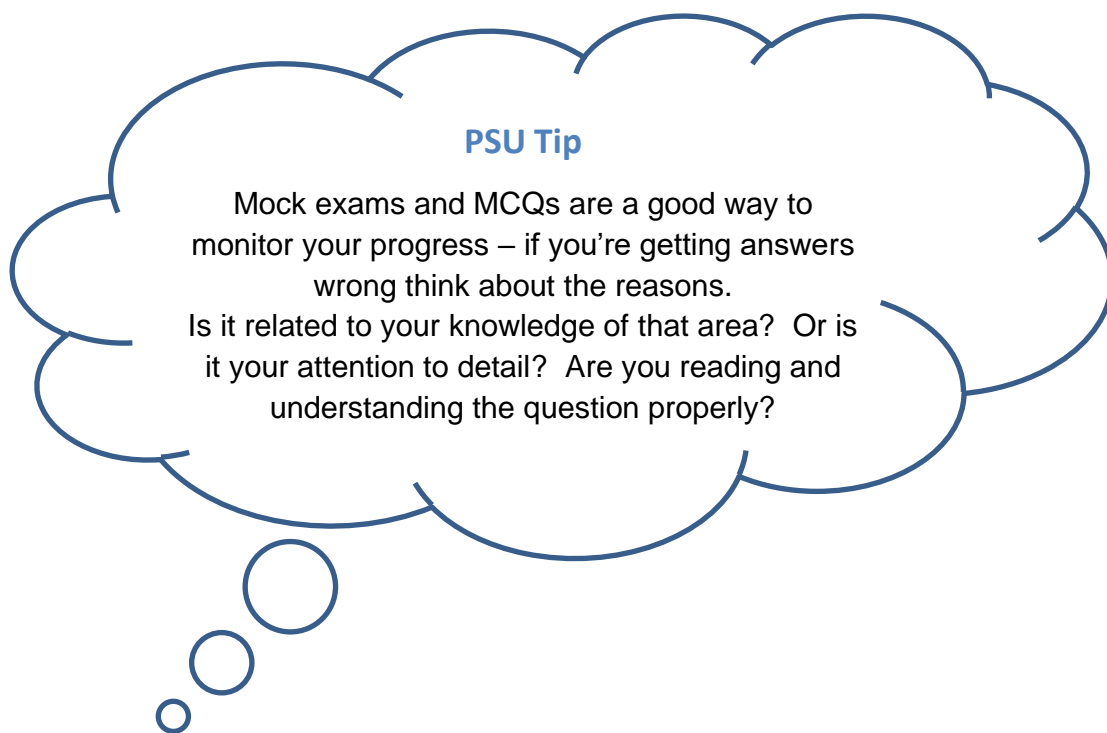 PSU Tip
Mock exams and MCQs are a good way to
monitor your progress – if you’re getting answers
wrong think about the reasons.
Is it related to your knowledge of that area?  Or is
it your attention to detail?  Are you reading and
understanding the question properly?